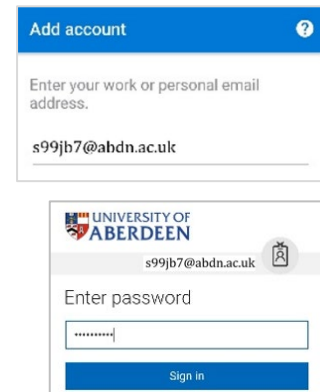 Add account
?
Enter your work or personal email
address.
s99jb7@abdn.ac.uk
UNIVERSITY OF
ABERDEEN
s99jb7@abdn.ac.uk
Enter password
••••••••••
Sign in